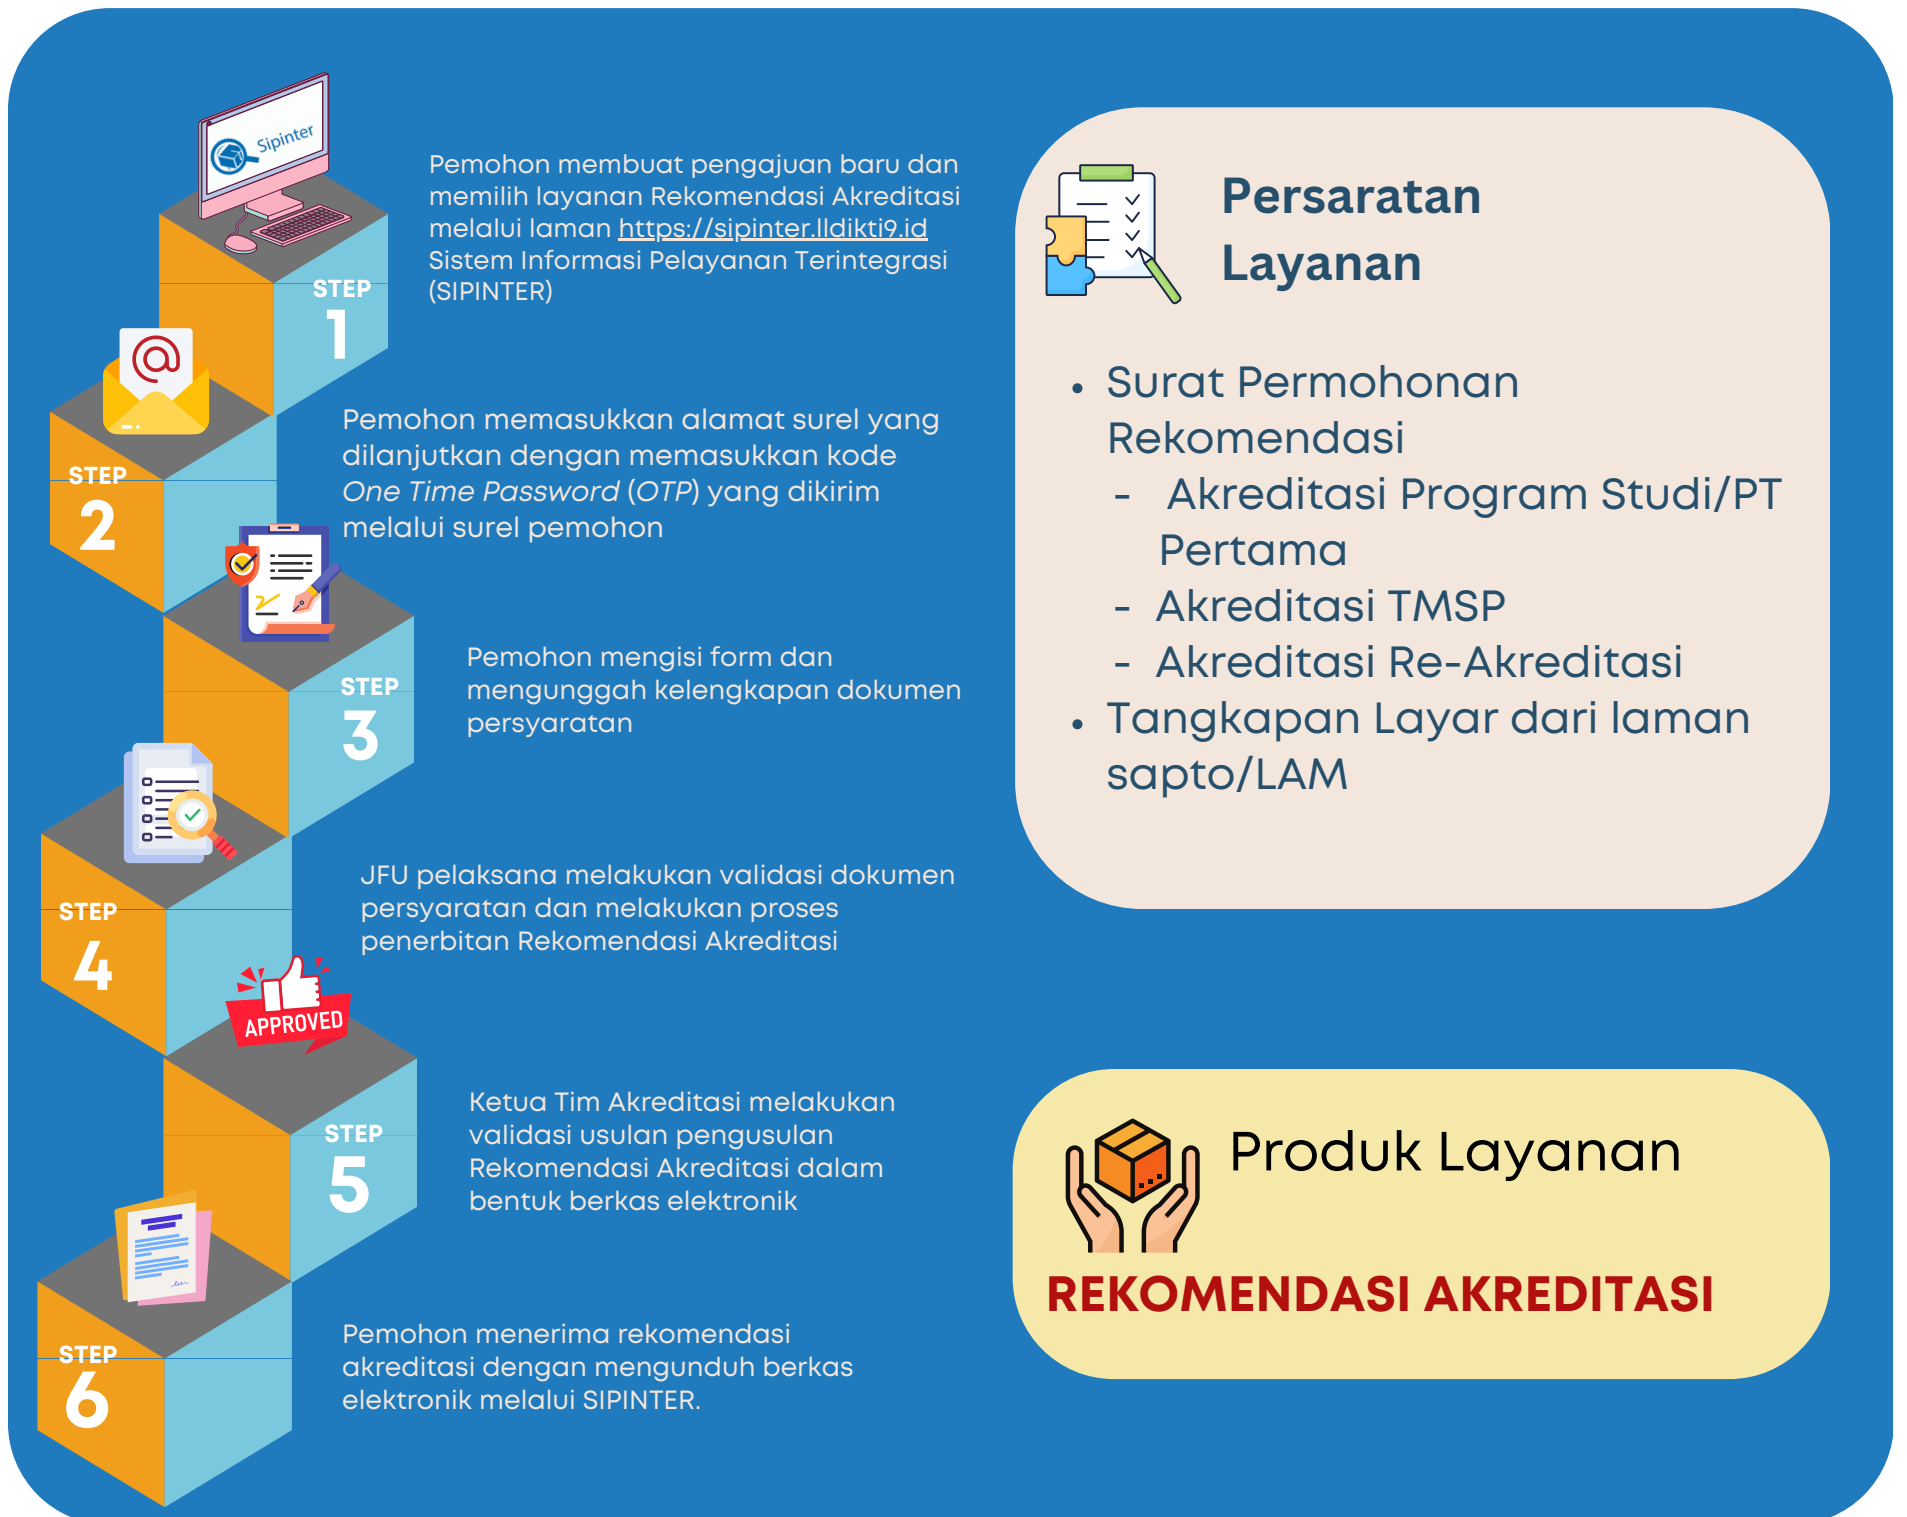 Sipinter
STEP
1
Pemohon membuat pengajuan baru dan
memilih layanan Rekomendasi Akreditasi
melalui laman https://sipinter.lldikti9.id
Sistem Informasi Pelayanan Terintegrasi
(SIPINTER)
STEP
2
Pemohon memasukkan alamat surel yang
dilanjutkan dengan memasukkan kode
One Time Password (OTP) yang dikirim
melalui surel pemohon
STEP
3
Pemohon mengisi form dan
mengunggah kelengkapan dokumen
persyaratan
STEP
4
JFU pelaksana melakukan validasi dokumen
persyaratan dan melakukan proses
penerbitan Rekomendasi Akreditasi
APPROVED
STEP
5
Ketua Tim Akreditasi melakukan
validasi usulan pengusulan
Rekomendasi Akreditasi dalam
bentuk berkas elektronik
STEP
6
Pemohon menerima rekomendasi
akreditasi dengan mengunduh berkas
elektronik melalui SIPINTER.
Persaratan
Layanan
• Surat Permohonan
Rekomendasi
- Akreditasi Program Studi/PT
Pertama
- Akreditasi TMSP
- Akreditasi Re-Akreditasi
• Tangkapan Layar dari laman
sapto/LAM
Produk Layanan
REKOMENDASI AKREDITASI